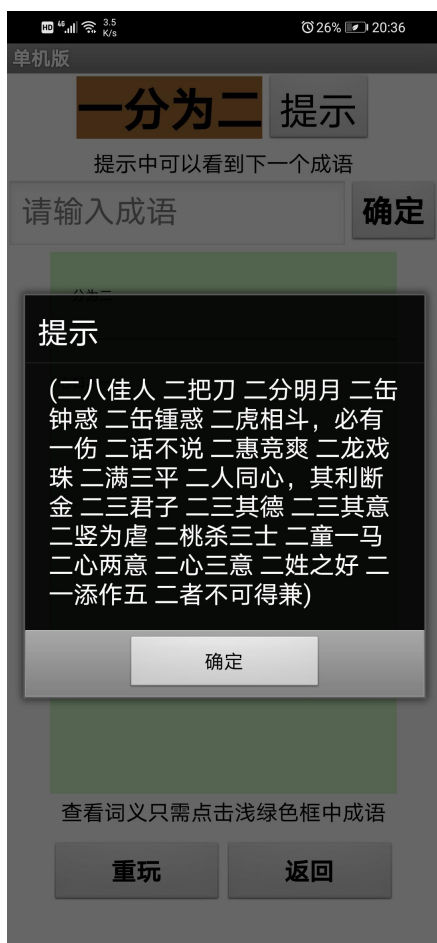 HD 4G 3.5 K/s 26% 20:36
单机版
一分为二 提示
提示中可以看到下一个成语
请输入成语 确定
一分为二
提示
(二八佳人 二把刀 二分明月 二缶
钟惑 二缶锺惑 二虎相斗，必有
一伤 二话不说 二惠竞爽 二龙戏
珠 二满三平 二人同心，其利断
金 二三君子 二三其德 二三其意
二竖为虐 二桃杀三士 二童一马
二心两意 二心三意 二姓之好 二
一添作五 二者不可得兼)
确定
查看词义只需点击浅绿色框中成语
重玩 返回